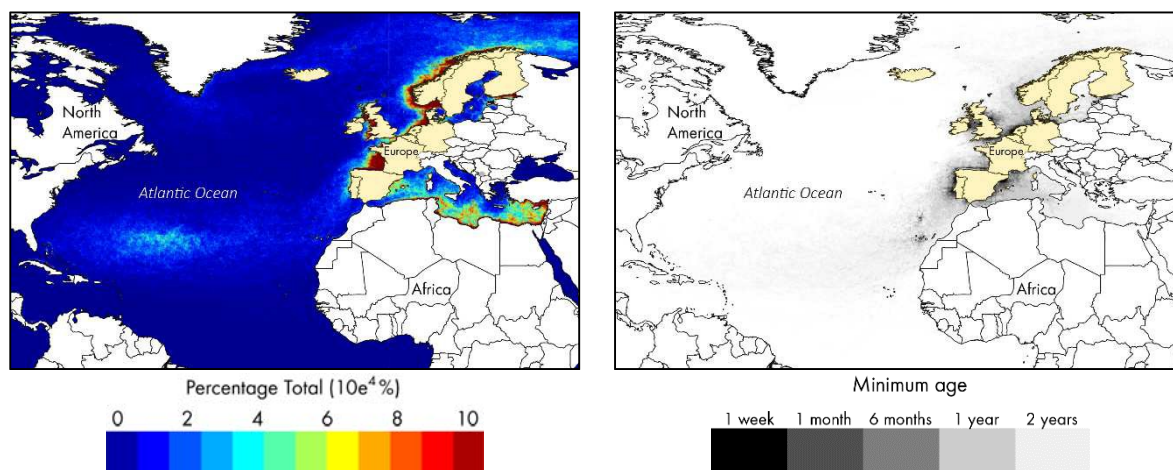 North
America
Europe
Atlantic Ocean
Africa
Percentage Total (10e⁴ %)
0 2 4 6 8 10
North
America
Europe
Atlantic Ocean
Africa
Minimum age
1 week 1 month 6 months 1 year 2 years